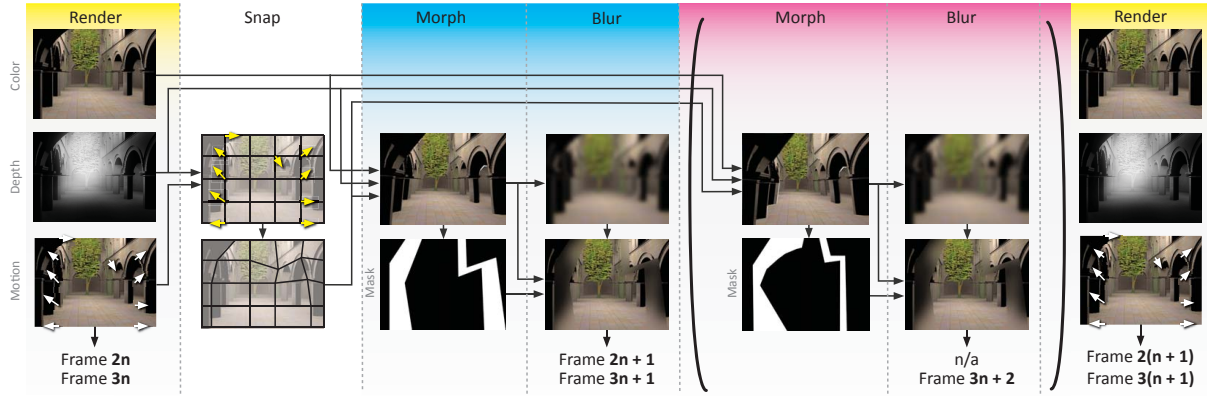 Render
Snap
Morph
Blur
Morph
Blur
Render
Color
Depth
Motion
Mask
Mask
Frame 2n
Frame 3n
Frame 2n + 1
Frame 3n + 1
n/a
Frame 3n + 2
Frame 2(n + 1)
Frame 3(n + 1)